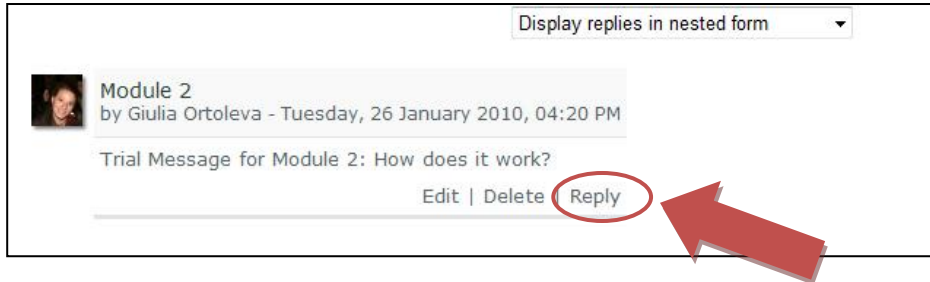 Display replies in nested form
Module 2
by Giulia Ortoleva - Tuesday, 26 January 2010, 04:20 PM
Trial Message for Module 2: How does it work?
Edit | Delete | Reply